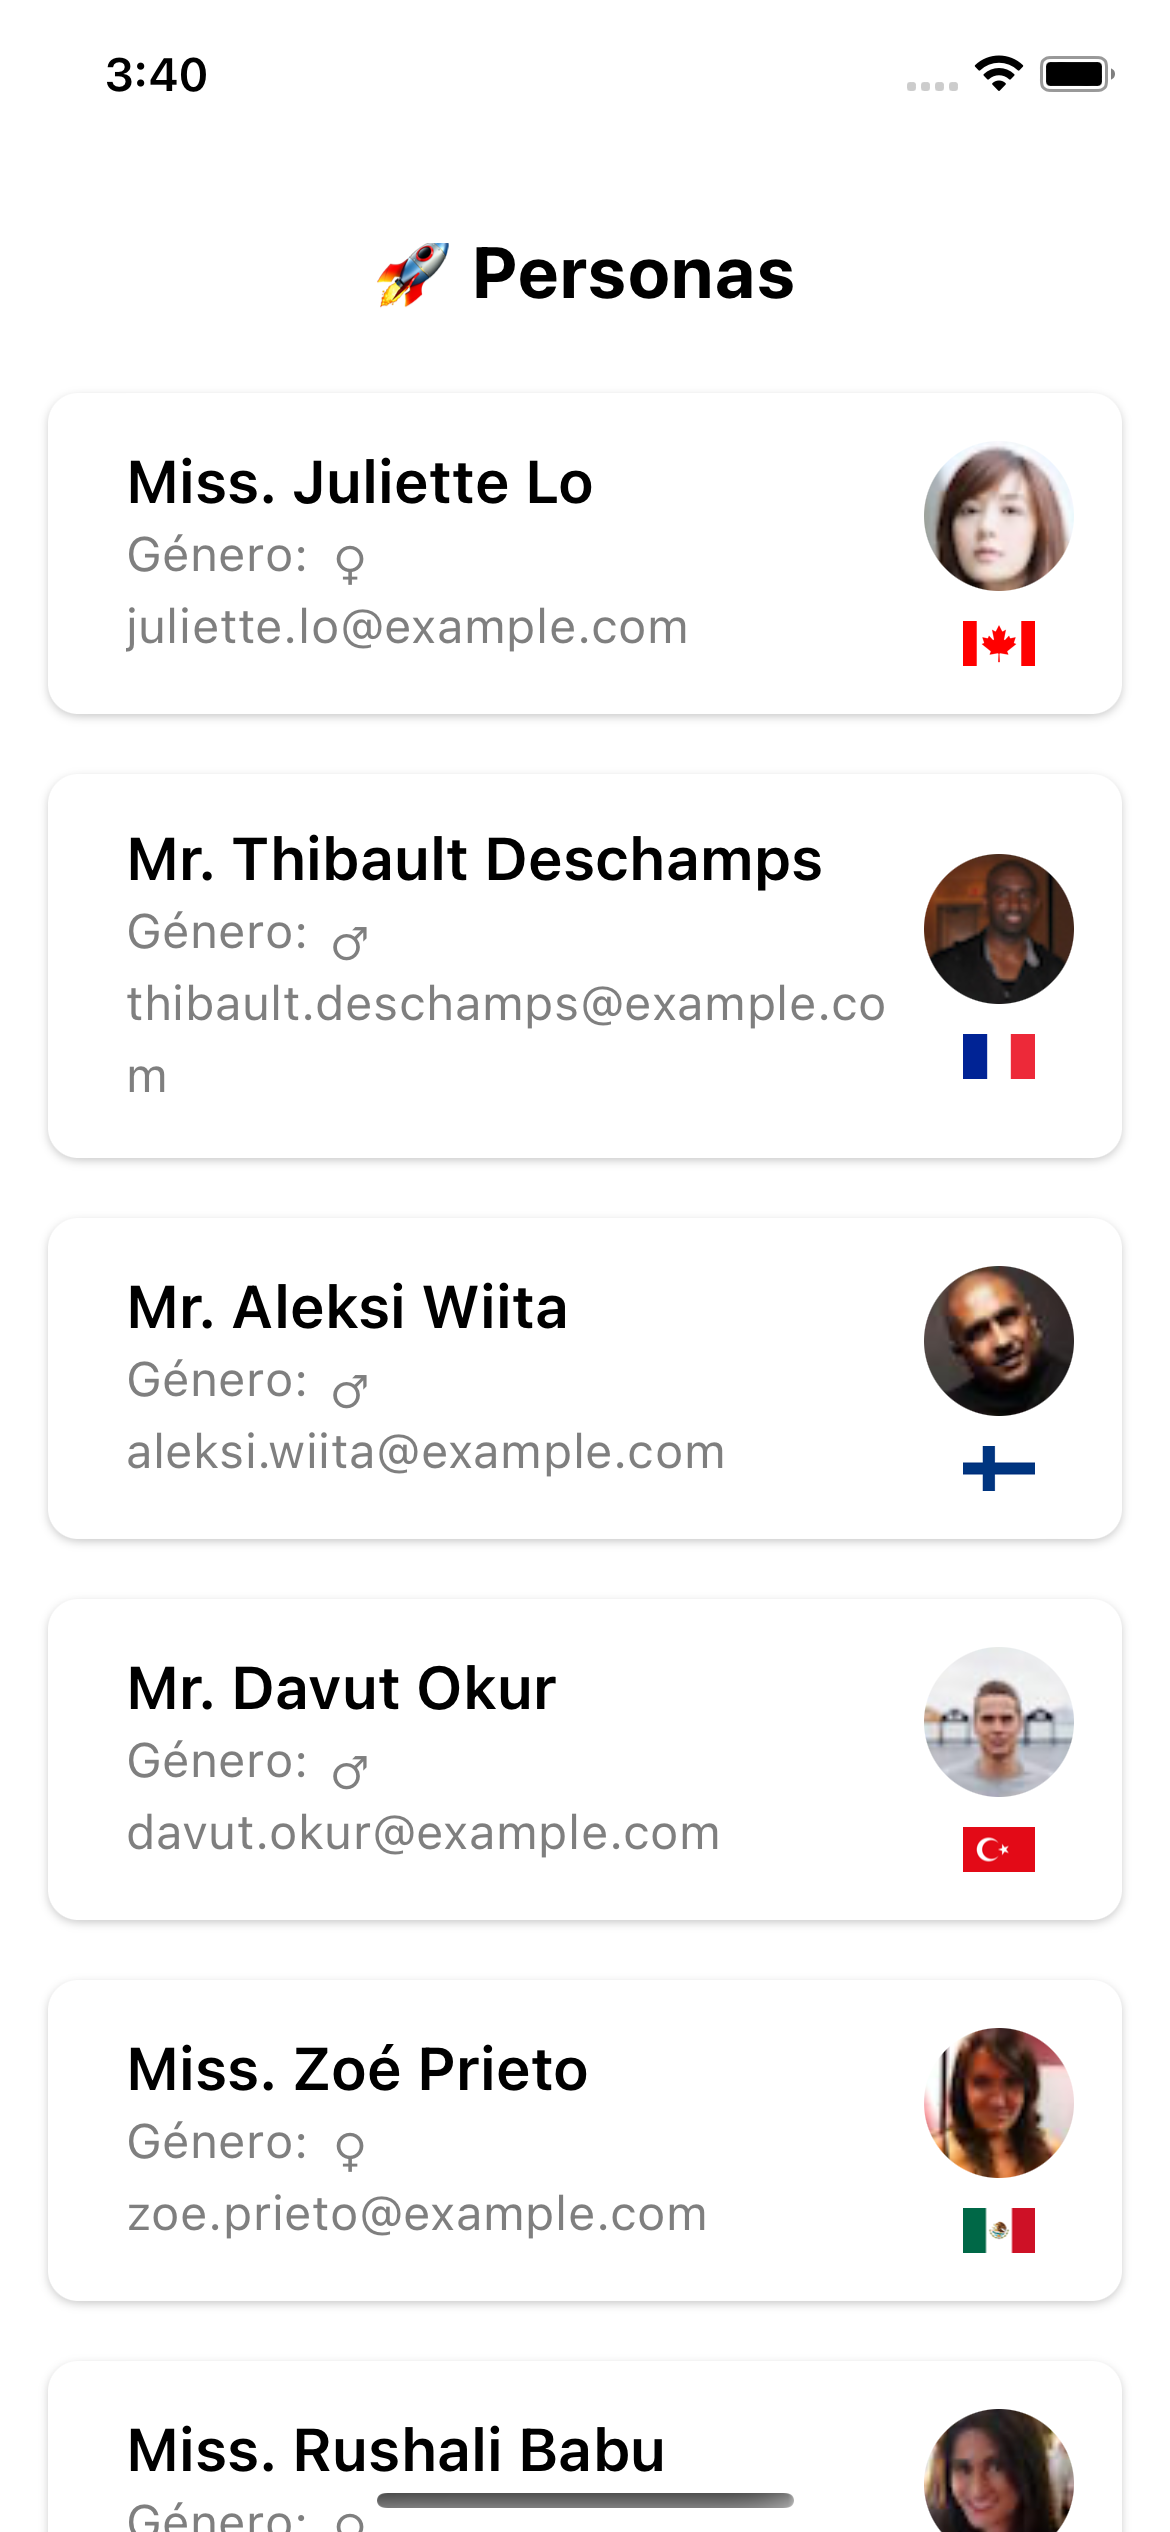 3:40
🚀 Personas
Miss. Juliette Lo
Género: ♀
juliette.lo@example.com
Mr. Thibault Deschamps
Género: ♂
thibault.deschamps@example.co
m
Mr. Aleksi Wiita
Género: ♂
aleksi.wiita@example.com
Mr. Davut Okur
Género: ♂
davut.okur@example.com
Miss. Zoé Prieto
Género: ♀
zoe.prieto@example.com
Miss. Rushali Babu
Género: ♀